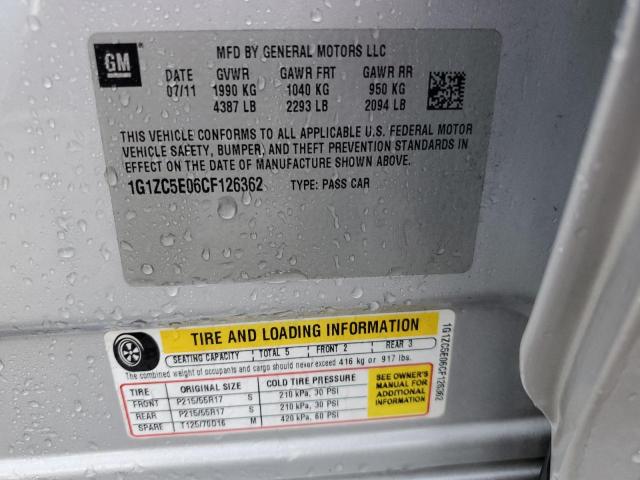 GM
MFD BY GENERAL MOTORS LLC
DATE GVWR GAWR FRT GAWR RR
07/11 1990 KG 1040 KG 950 KG
4387 LB 2293 LB 2094 LB
THIS VEHICLE CONFORMS TO ALL APPLICABLE U.S. FEDERAL MOTOR
VEHICLE SAFETY, BUMPER, AND THEFT PREVENTION STANDARDS IN
EFFECT ON THE DATE OF MANUFACTURE SHOWN ABOVE.
1G1ZC5E06CF126362 TYPE: PASS CAR
TIRE AND LOADING INFORMATION
SEATING CAPACITY TOTAL 5 FRONT 2 REAR 3
The combined weight of occupants and cargo should never exceed 416 kg or 917 lbs.
TIRE ORIGINAL SIZE COLD TIRE PRESSURE
FRONT P215/55R17 S 210 kPa, 30 PSI
REAR P215/55R17 S 210 kPa, 30 PSI
SPARE T125/70D16 M 420 kPa, 60 PSI
SEE OWNER'S
MANUAL FOR
ADDITIONAL
INFORMATION
1G1ZC5E06CF126362